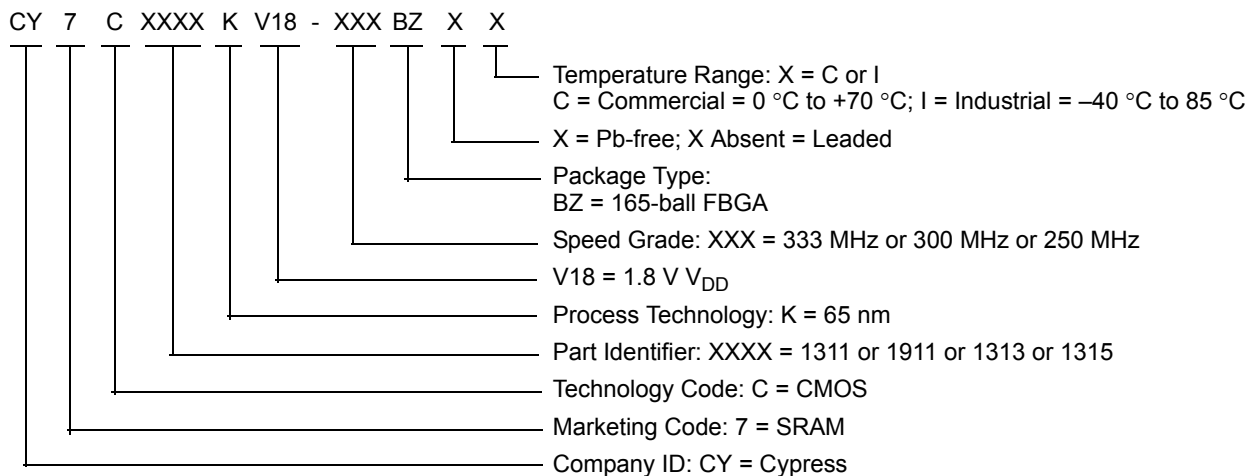 CY 7 C XXXX K V18 - XXX BZ X X
Temperature Range: X = C or I
C = Commercial = 0 °C to +70 °C; I = Industrial = –40 °C to 85 °C
X = Pb-free; X Absent = Leaded
Package Type:
BZ = 165-ball FBGA
Speed Grade: XXX = 333 MHz or 300 MHz or 250 MHz
V18 = 1.8 V VDD
Process Technology: K = 65 nm
Part Identifier: XXXX = 1311 or 1911 or 1313 or 1315
Technology Code: C = CMOS
Marketing Code: 7 = SRAM
Company ID: CY = Cypress